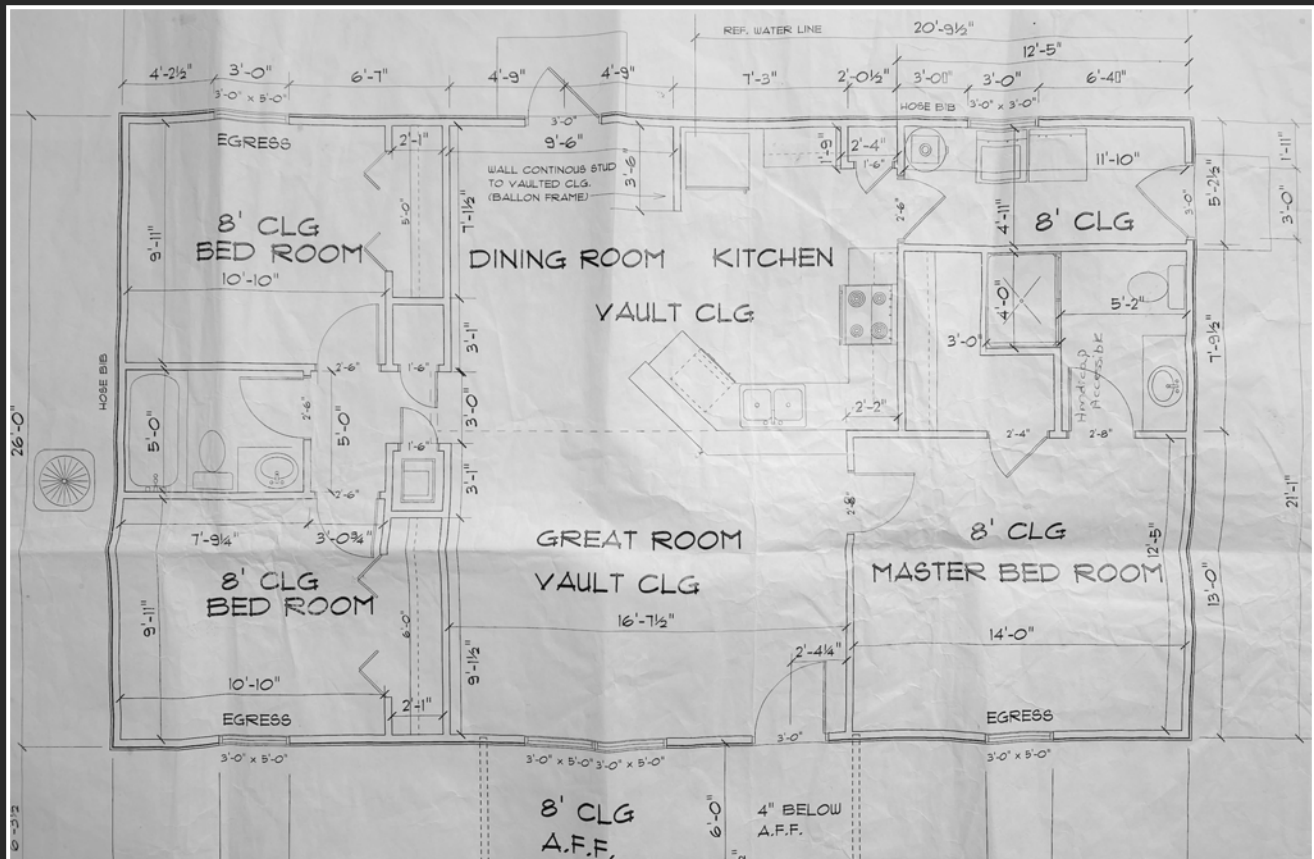 REF. WATER LINE
20'-9½"
12'-5"
4'-2½"
3'-0"
6'-7"
4'-9"
4'-9"
7'-3"
2'-0½"
3'-0"
3'-0"
6'-4"
3'-0" x 5'-0"
HOSE BIB
3'-0" x 3'-0"
3'-0"
EGRESS
2'-1"
9'-6"
1'-9"
2'-4"
1'-6"
11'-10"
1'-11"
WALL CONTINOUS STUD
TO VAULTED CLG.
(BALLON FRAME)
3'-6"
5'-0"
7'-1½"
2'-6"
4'-11"
3'-0"
5'-2½"
3'-0"
8' CLG
BED ROOM
9'-11"
10'-10"
DINING ROOM
KITCHEN
VAULT CLG
8' CLG
4'-0"
5'-2"
3'-0"
7'-9½"
3'-1"
2'-6"
1'-6"
HOSE BIB
26'-0"
Handicap
Accessible
5'-0"
2'-6"
5'-0"
3'-0"
2'-2"
1'-6"
2'-4"
2'-8"
3'-1"
2'-6"
2'-8"
21'-1"
7'-9¼"
3'-0¾"
GREAT ROOM
VAULT CLG
8' CLG
MASTER BED ROOM
12'-5"
8' CLG
BED ROOM
9'-11"
6'-0"
9'-1½"
16'-7½"
13'-0"
14'-0"
2'-4¼"
10'-10"
2'-1"
EGRESS
EGRESS
3'-0"
3'-0" x 5'-0"
3'-0" x 5'-0"
3'-0" x 5'-0"
3'-0" x 5'-0"
8' CLG
A.F.F.
6'-0"
4" BELOW
A.F.F.